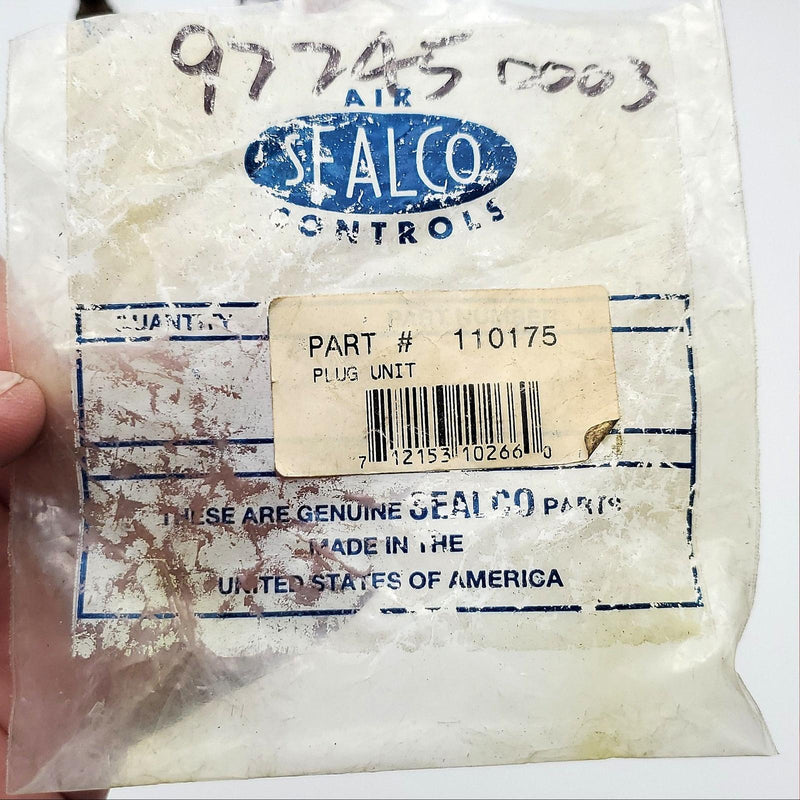 97745 0003
AIR
SEALCO
CONTROLS
QUANTITY PART NUMBER
PART # 110175
PLUG UNIT
7 12153 10266 0
THESE ARE GENUINE SEALCO PARTS
MADE IN THE
UNITED STATES OF AMERICA